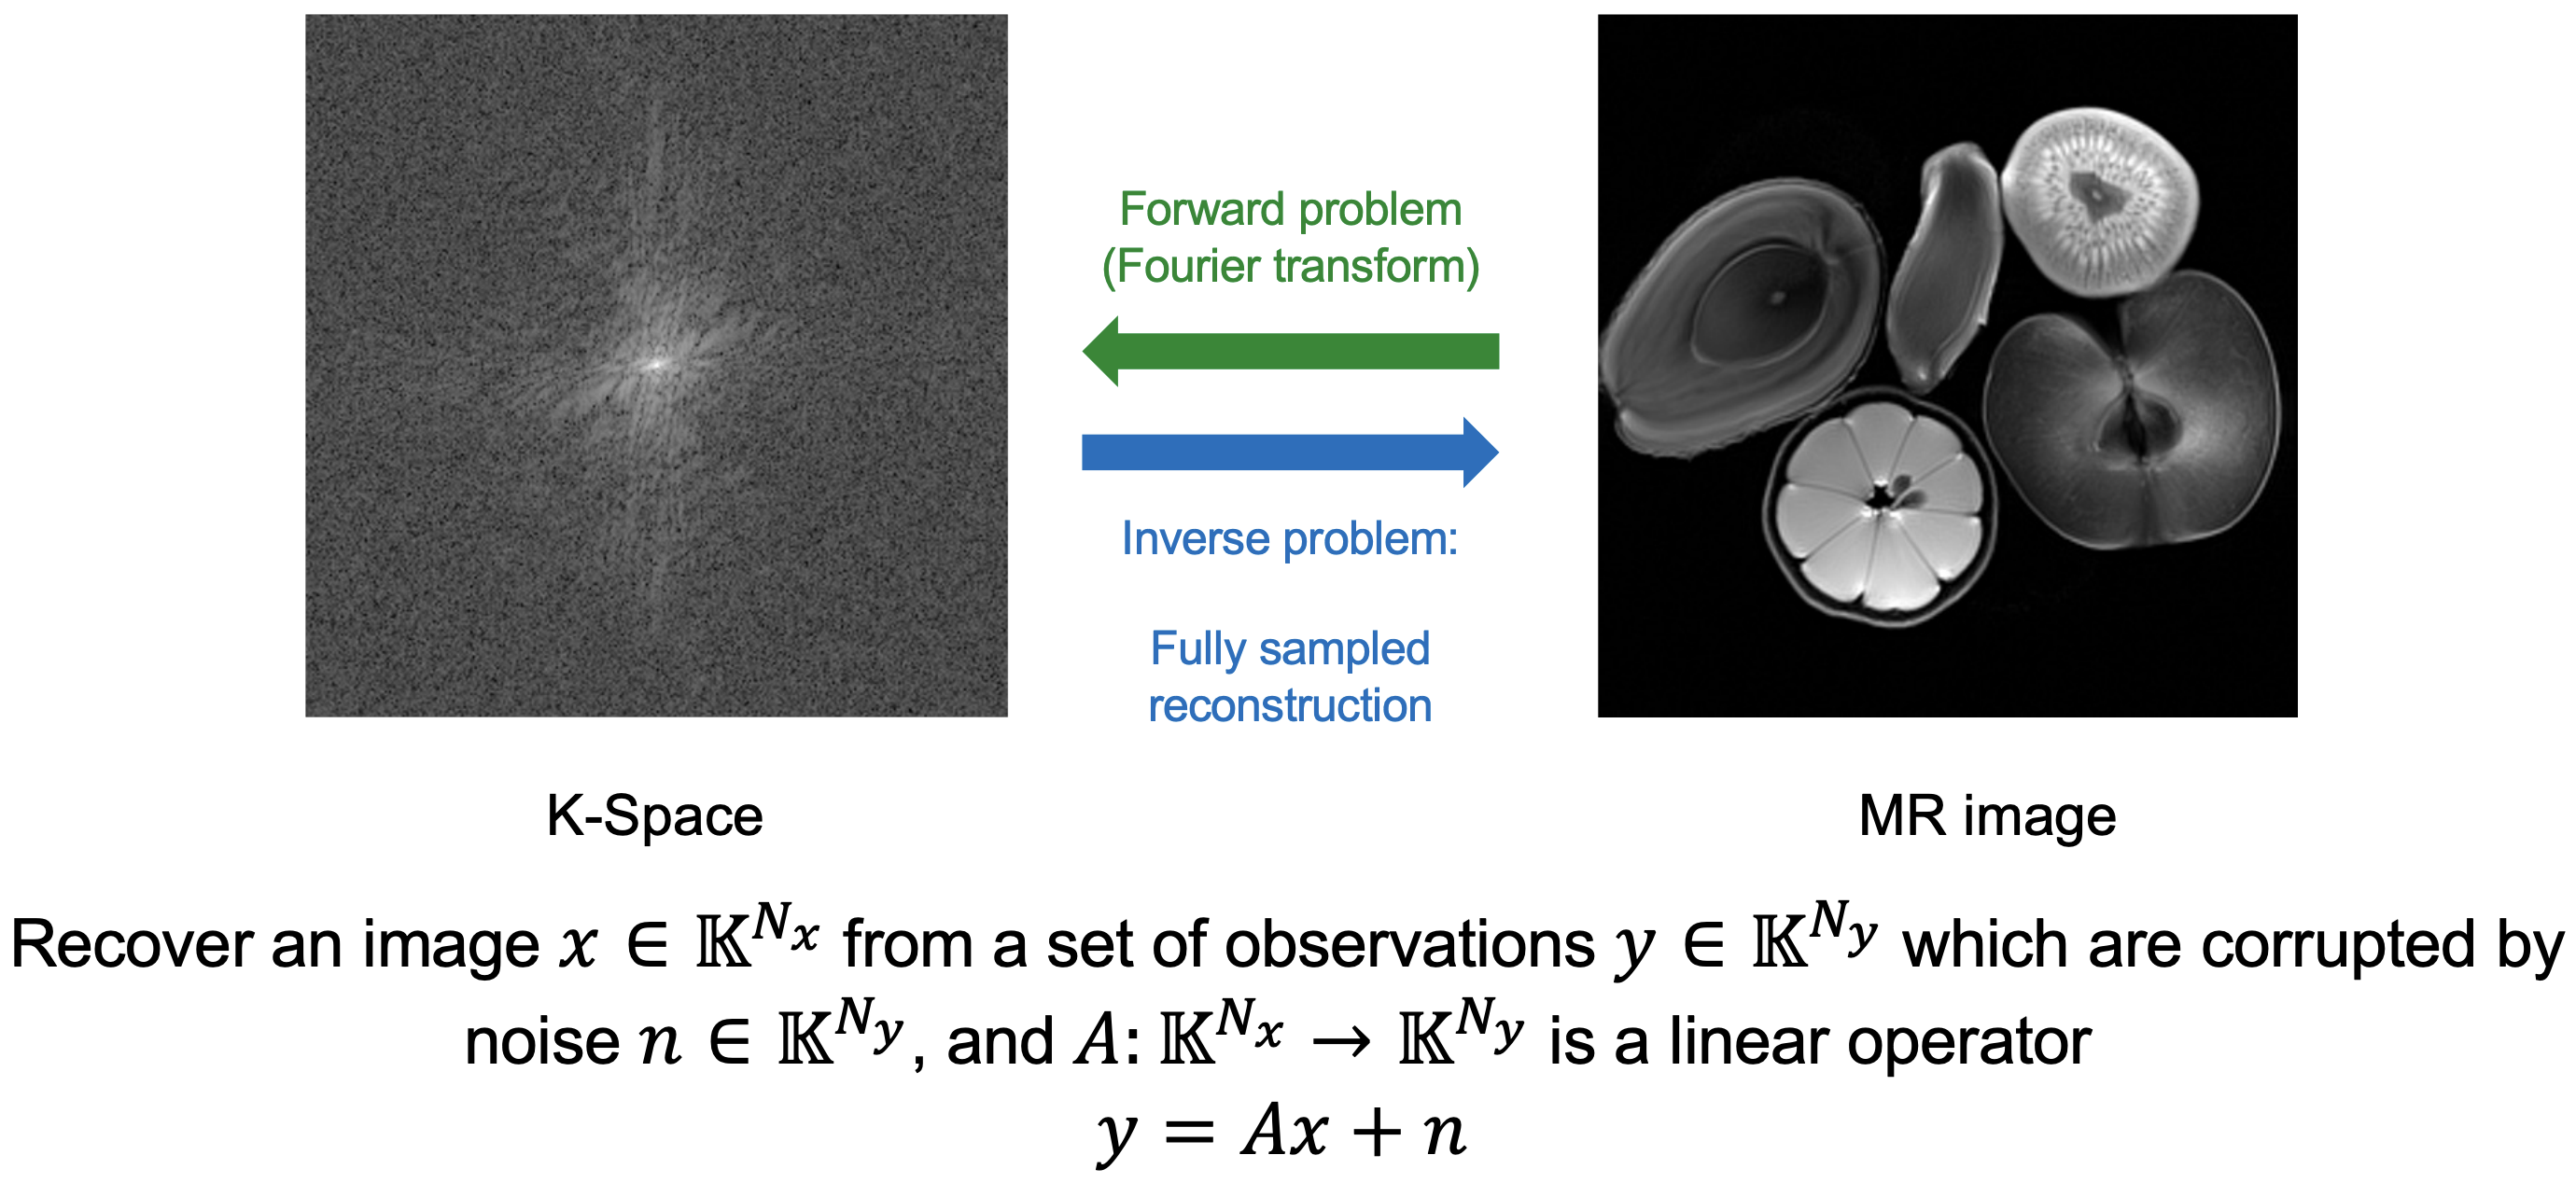 Forward problem
(Fourier transform)
Inverse problem:
Fully sampled
reconstruction
K-Space
MR image
Recover an image 𝑥 ∈ 𝕂^{𝑁_𝑥} from a set of observations 𝑦 ∈ 𝕂^{𝑁_𝑦} which are corrupted by
noise 𝑛 ∈ 𝕂^{𝑁_𝑦}, and 𝐴: 𝕂^{𝑁_𝑥} → 𝕂^{𝑁_𝑦} is a linear operator
𝑦 = 𝐴𝑥 + 𝑛